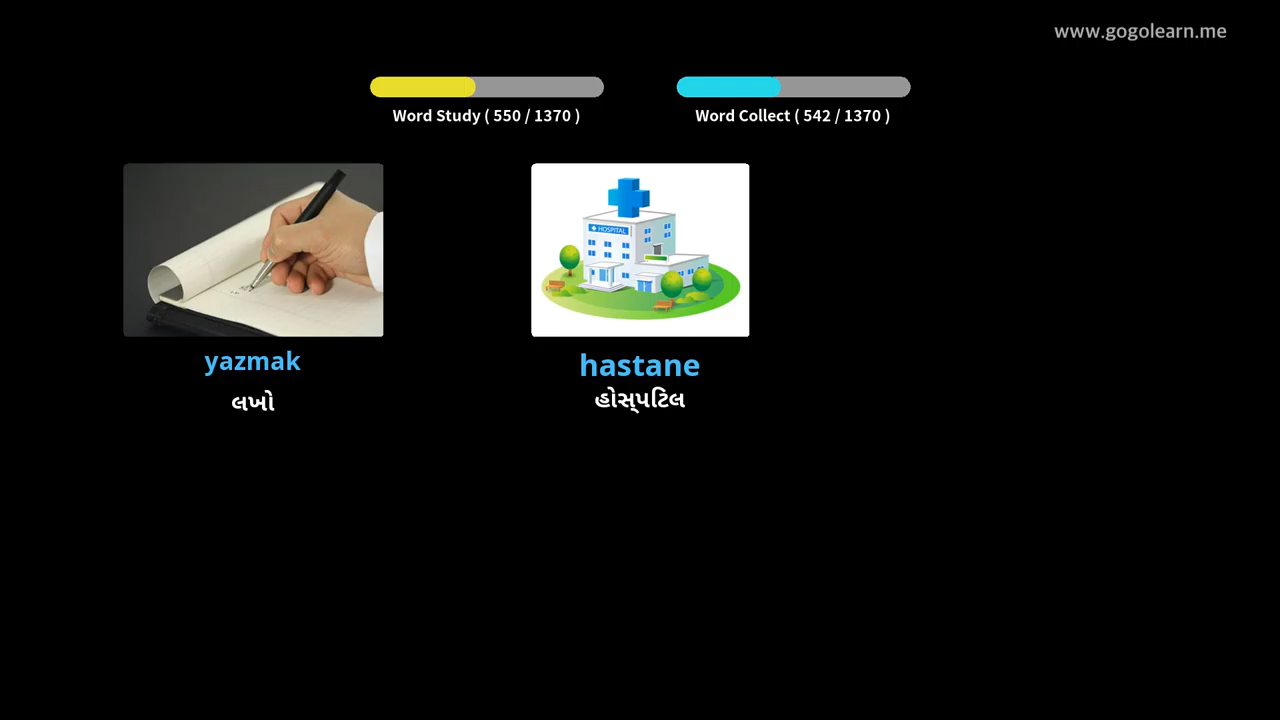 www.gogolearn.me
Word Study ( 550 / 1370 )
Word Collect ( 542 / 1370 )
HOSPITAL
yazmak
hastane
લખો
હોસ્પટિલ